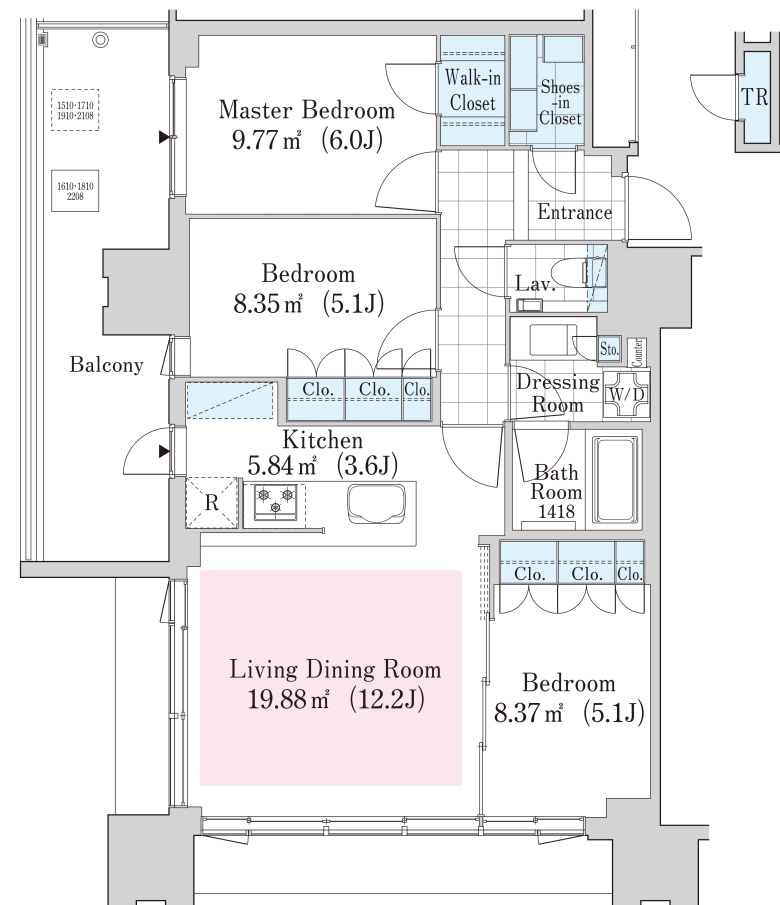 1510・1710
1910・2108
1610・1810
2208
Master Bedroom
9.77㎡ (6.0J)
Walk-in
Closet
Shoes
-in
Closet
TR
Entrance
Bedroom
8.35㎡ (5.1J)
Lav.
Balcony
Clo.
Clo.
Clo.
Sto.
Counter
Dressing
Room
W/D
Kitchen
5.84㎡ (3.6J)
R
Bath
Room
1418
Clo.
Clo.
Clo.
Living Dining Room
19.88㎡ (12.2J)
Bedroom
8.37㎡ (5.1J)